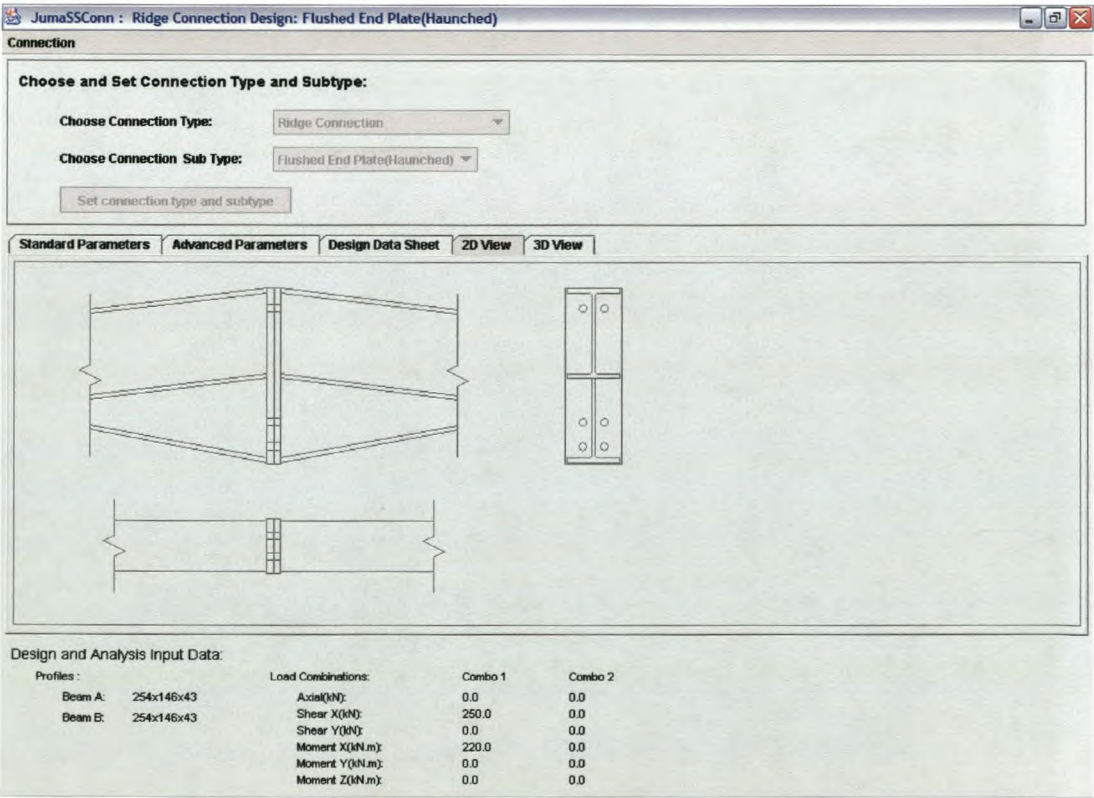 JumaSSConn : Ridge Connection Design: Flushed End Plate(Haunched)
Connection
Choose and Set Connection Type and Subtype:
Choose Connection Type: Ridge Connection
Choose Connection Sub Type: Flushed End Plate(Haunched)
Set connection type and subtype
Standard Parameters Advanced Parameters Design Data Sheet 2D View 3D View
Design and Analysis Input Data:
Profiles : Load Combinations: Combo 1 Combo 2
Beam A: 254x146x43 Axial(kN): 0.0 0.0
Beam B: 254x146x43 Shear X(kN): 250.0 0.0
Shear Y(kN): 0.0 0.0
Moment X(kN.m): 220.0 0.0
Moment Y(kN.m): 0.0 0.0
Moment Z(kN.m): 0.0 0.0